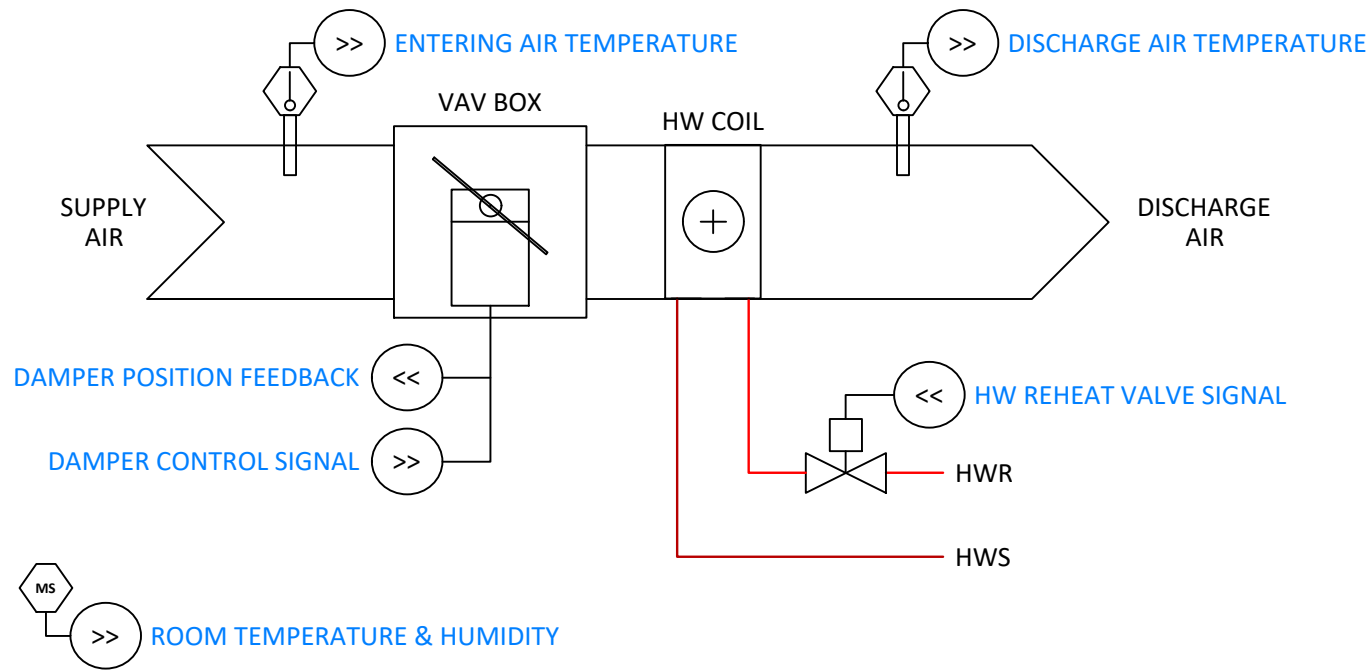 >> ENTERING AIR TEMPERATURE
>> DISCHARGE AIR TEMPERATURE
VAV BOX
HW COIL
SUPPLY
AIR
DISCHARGE
AIR
DAMPER POSITION FEEDBACK <<
<< HW REHEAT VALVE SIGNAL
DAMPER CONTROL SIGNAL >>
HWR
HWS
MS
>> ROOM TEMPERATURE & HUMIDITY